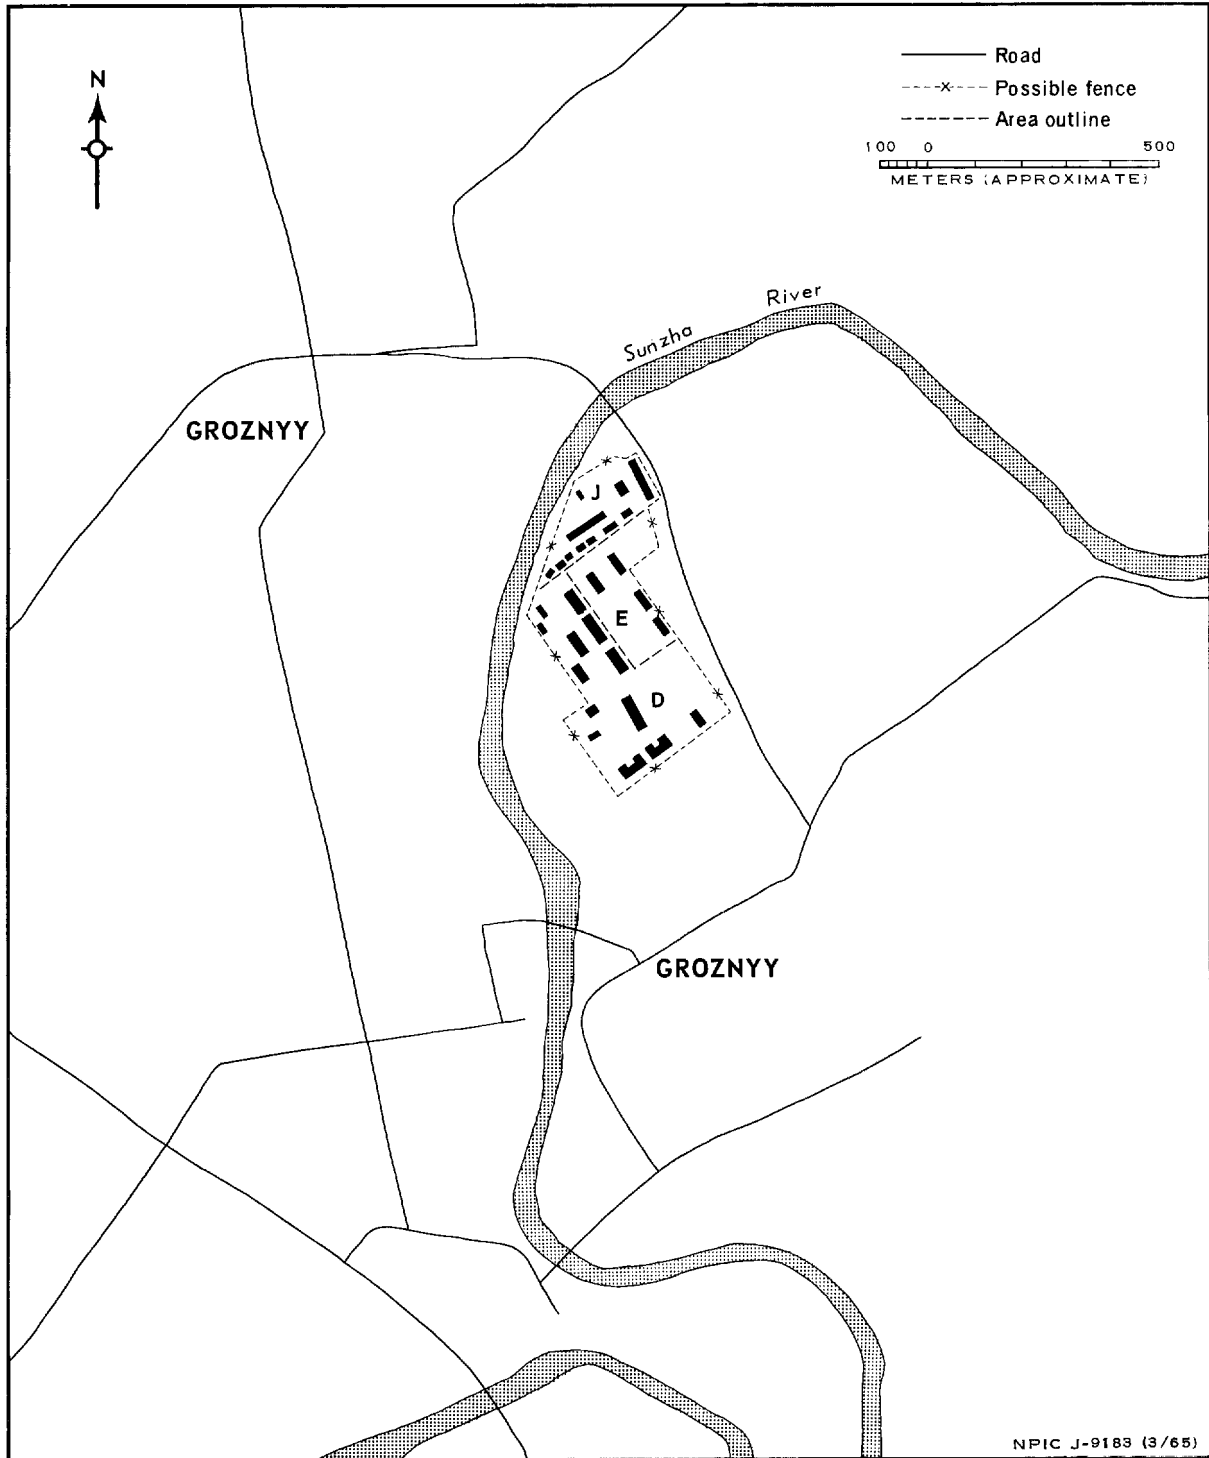 N
Road
--x-- Possible fence
Area outline
100 0 500
METERS (APPROXIMATE)
Sunzha River
GROZNYY
J
E
D
GROZNYY
NPIC J-9183 (3/65)